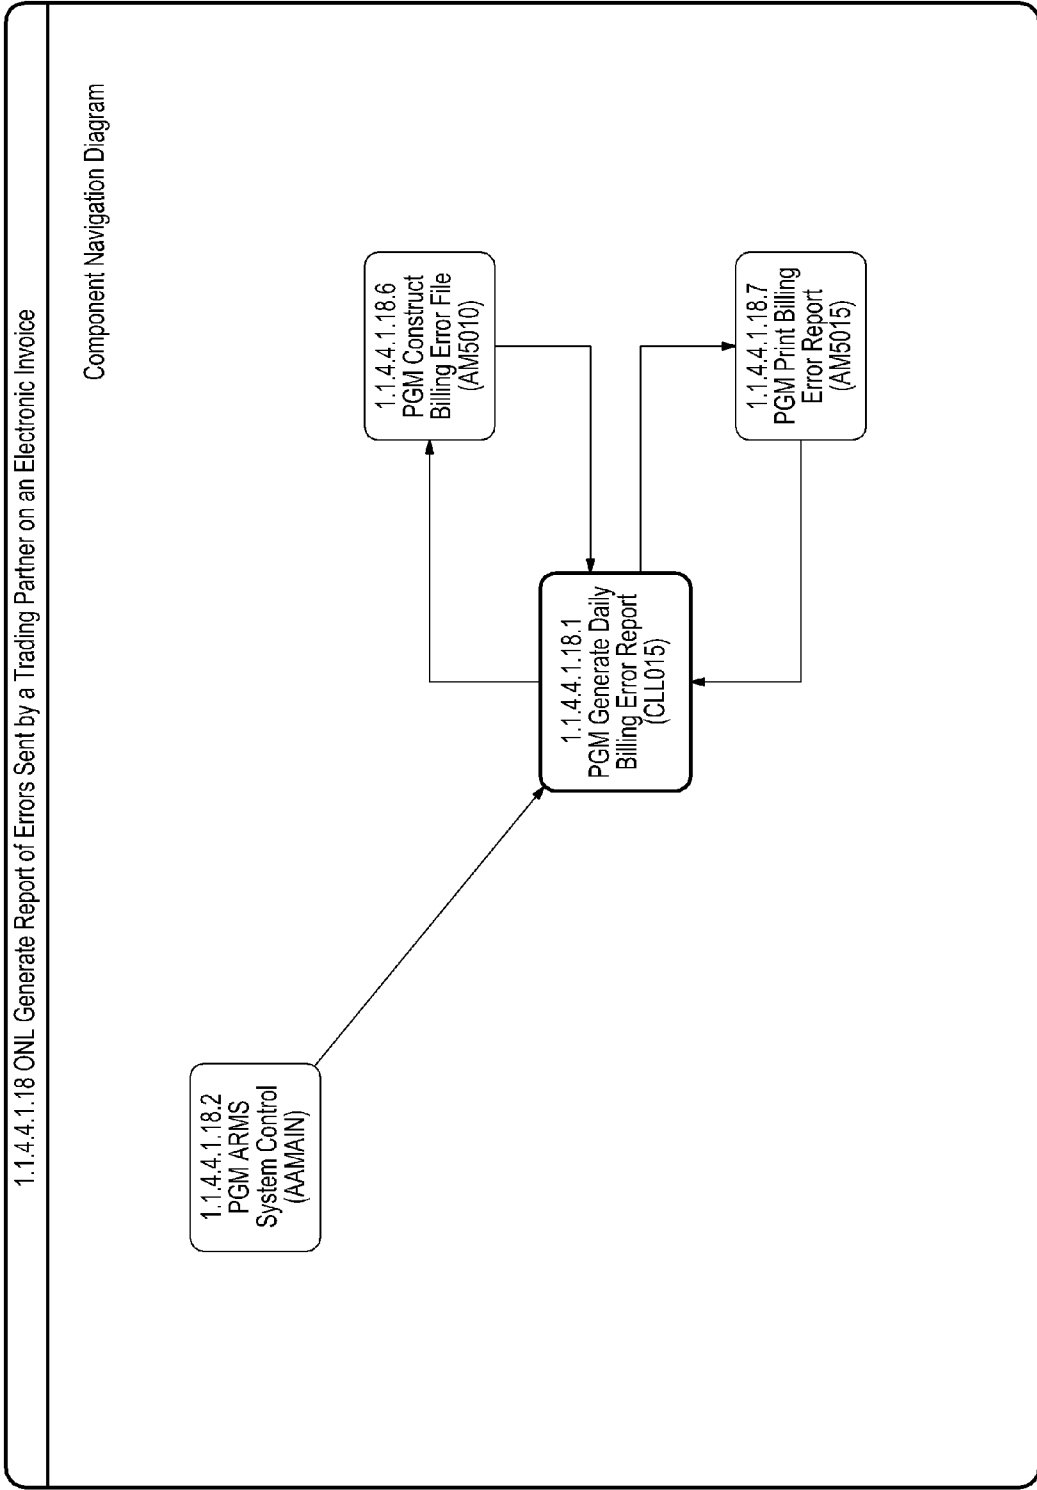 1.1.4.4.1.18 ONL Generate Report of Errors Sent by a Trading Partner on an Electronic Invoice
Component Navigation Diagram
1.1.4.4.1.18.2
PGM ARMS
System Control
(AAMAIN)
1.1.4.4.1.18.6
PGM Construct
Billing Error File
(AM5010)
1.1.4.4.1.18.1
PGM Generate Daily
Billing Error Report
(CLL015)
1.1.4.4.1.18.7
PGM Print Billing
Error Report
(AM5015)